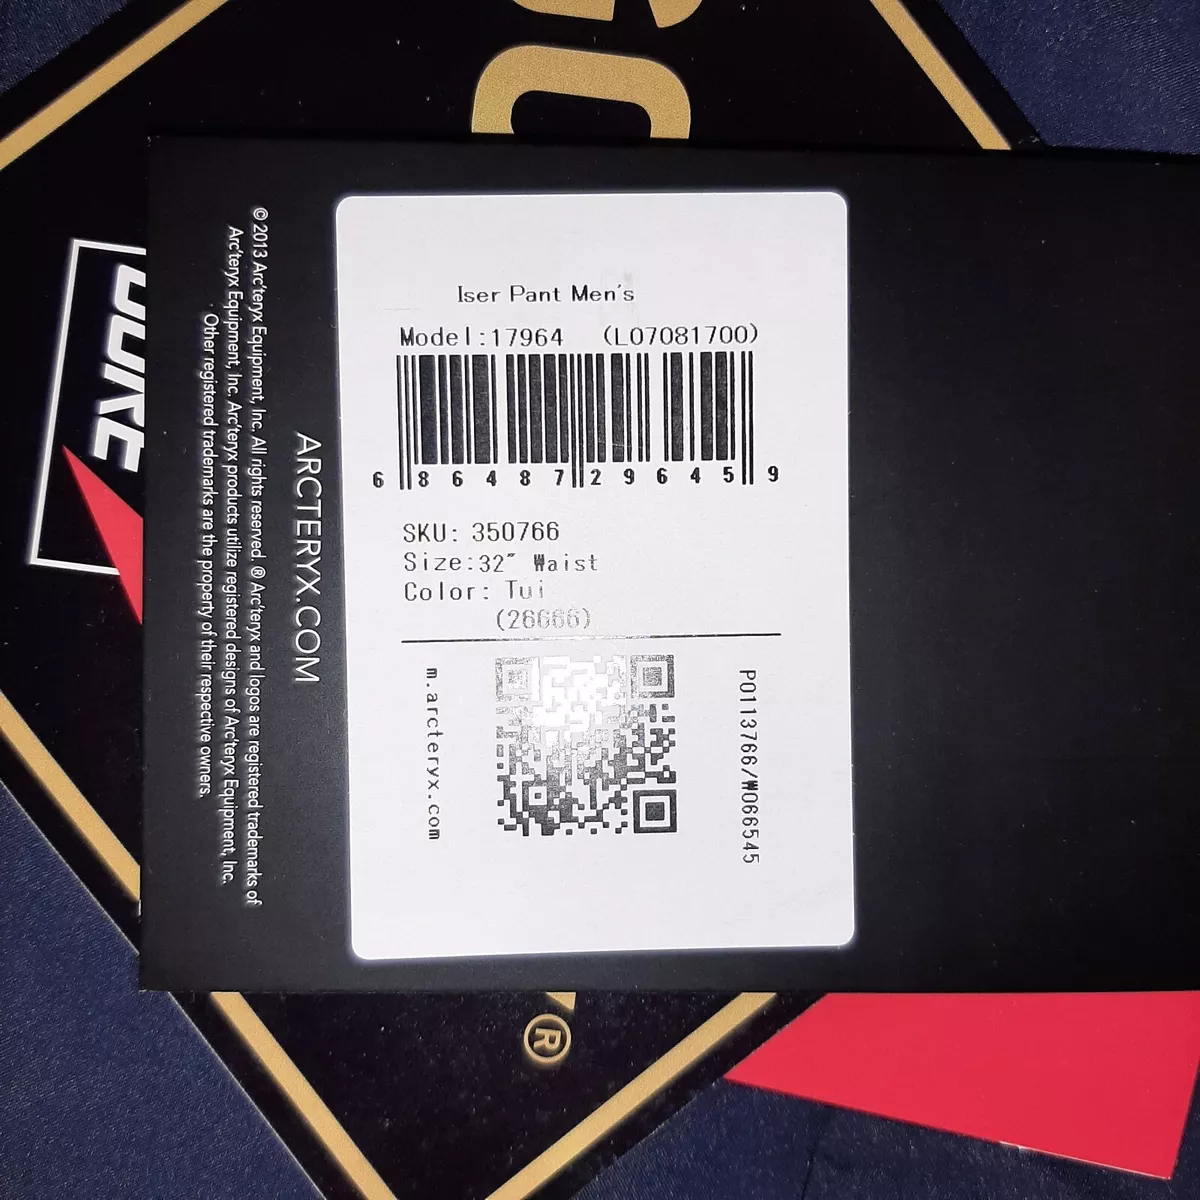 Iser Pant Men's
Model:17964 (L07081700)
6 86487 29645 9
SKU: 350766
Size:32" Waist
Color: Tui
(26666)
m.arcteryx.com
P0113766/W066545
ARCTERYX.COM
© 2013 Arc'teryx Equipment, Inc. All rights reserved. ® Arc'teryx and logos are registered trademarks of
Arc'teryx Equipment, Inc. Arc'teryx products utilize registered designs of Arc'teryx Equipment, Inc.
Other registered trademarks are the property of their respective owners.
®